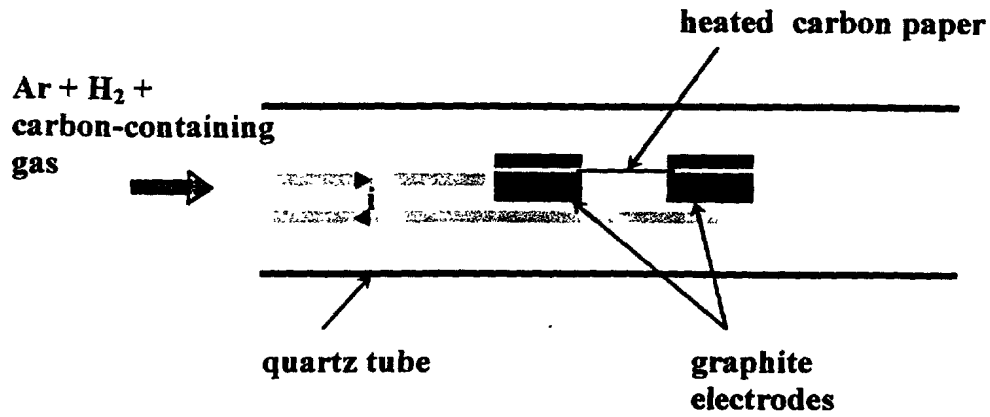 heated carbon paper
Ar + H₂ +
carbon-containing
gas
i
quartz tube
graphite
electrodes